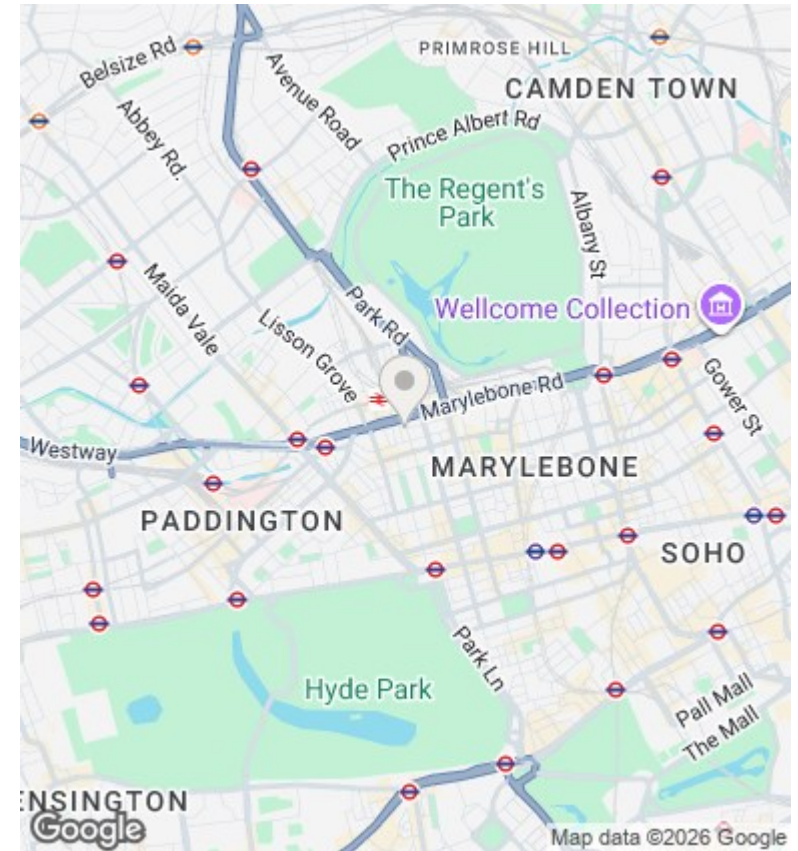 Belsize Rd
PRIMROSE HILL
CAMDEN TOWN
Avenue Road
Abbey Rd.
Prince Albert Rd
The Regent's
Park
Albany St
Maida Vale
Wellcome Collection
Park Rd
Lisson Grove
Gower St
Marylebone Rd
Westway
MARYLEBONE
PADDINGTON
SOHO
Park Ln
Hyde Park
Pall Mall
The Mall
ENSINGTON
Google
Map data ©2026 Google